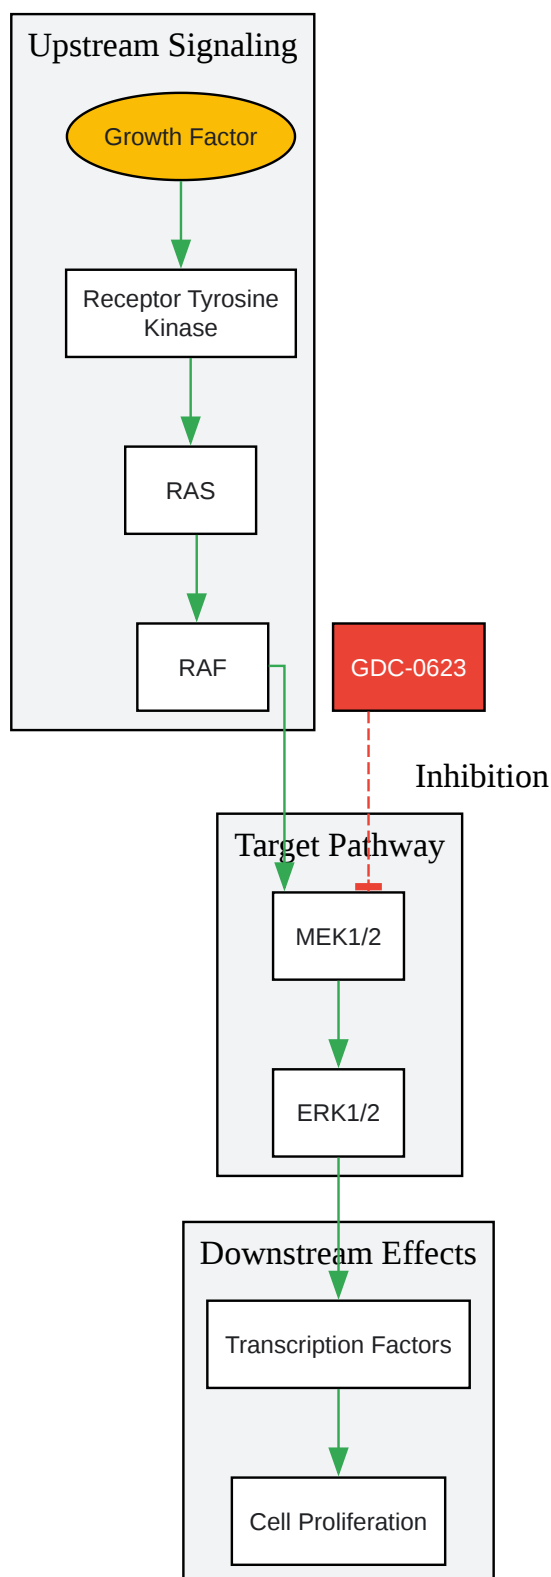 Upstream Signaling
Growth Factor
Receptor Tyrosine
Kinase
RAS
RAF
GDC-0623
Inhibition
Target Pathway
MEK1/2
ERK1/2
Downstream Effects
Transcription Factors
Cell Proliferation